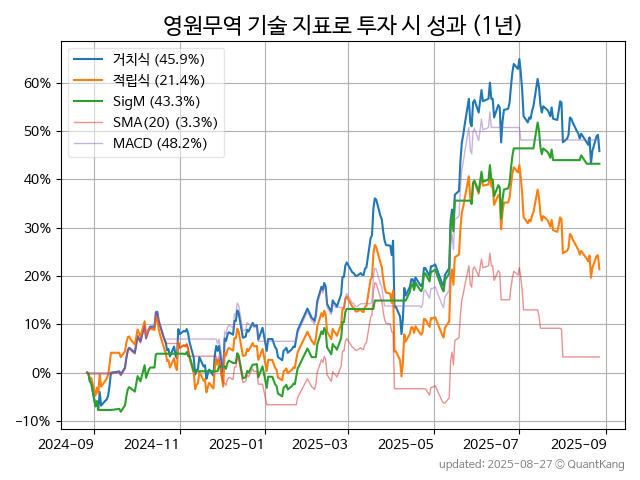 영원무역 기술 지표로 투자 시 성과 (1년)
거치식 (45.9%)
적립식 (21.4%)
SigM (43.3%)
SMA(20) (3.3%)
MACD (48.2%)
60%
50%
40%
30%
20%
10%
0%
−10%
2024-09 2024-11 2025-01 2025-03 2025-05 2025-07 2025-09
updated: 2025-08-27 © QuantKang